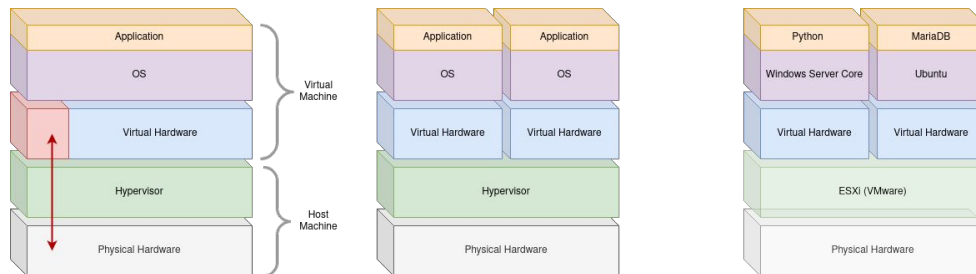 Application
OS
Virtual Hardware
Hypervisor
Physical Hardware
Virtual
Machine
Host
Machine
Application Application
OS OS
Virtual Hardware Virtual Hardware
Hypervisor
Physical Hardware
Python MariaDB
Windows Server Core Ubuntu
Virtual Hardware Virtual Hardware
ESXi (VMware)
Physical Hardware